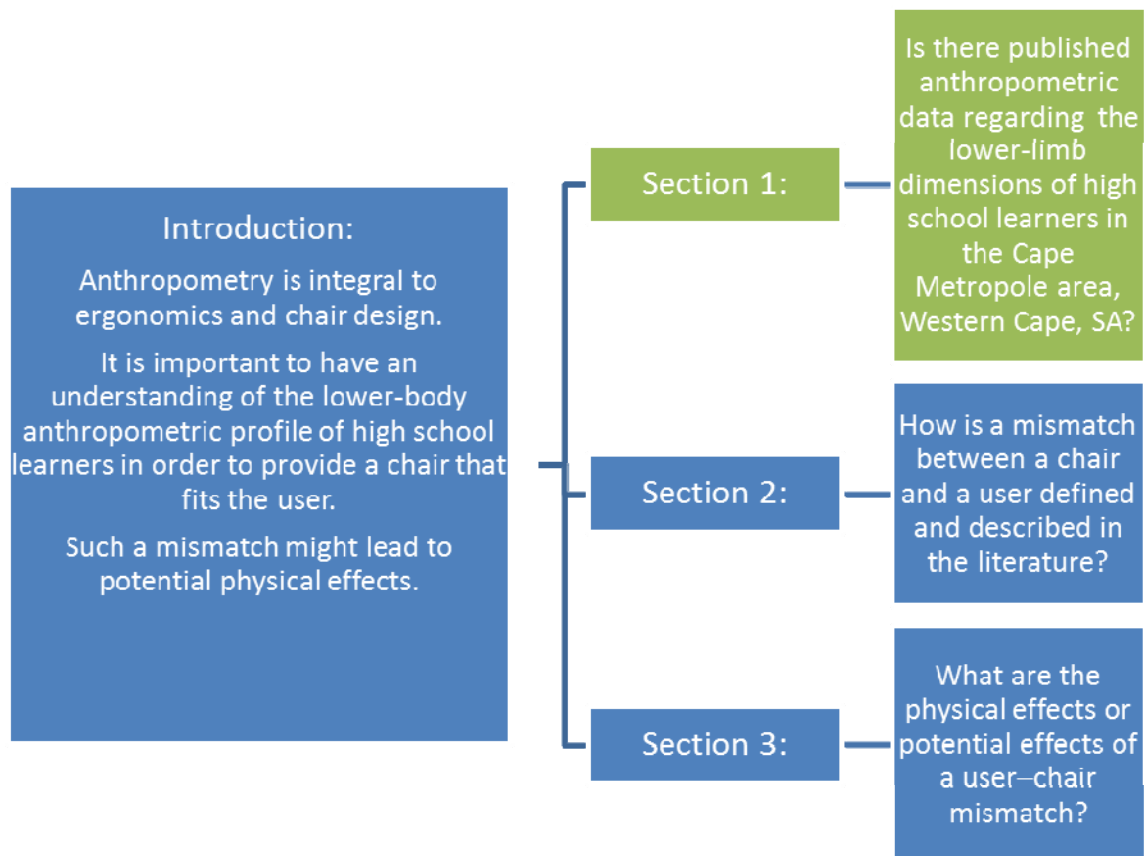 Introduction:
Anthropometry is integral to
ergonomics and chair design.
It is important to have an
understanding of the lower-body
anthropometric profile of high school
learners in order to provide a chair that
fits the user.
Such a mismatch might lead to
potential physical effects.
Section 1:
Is there published
anthropometric
data regarding the
lower-limb
dimensions of high
school learners in
the Cape
Metropole area,
Western Cape, SA?
Section 2:
How is a mismatch
between a chair
and a user defined
and described in
the literature?
Section 3:
What are the
physical effects or
potential effects of
a user–chair
mismatch?